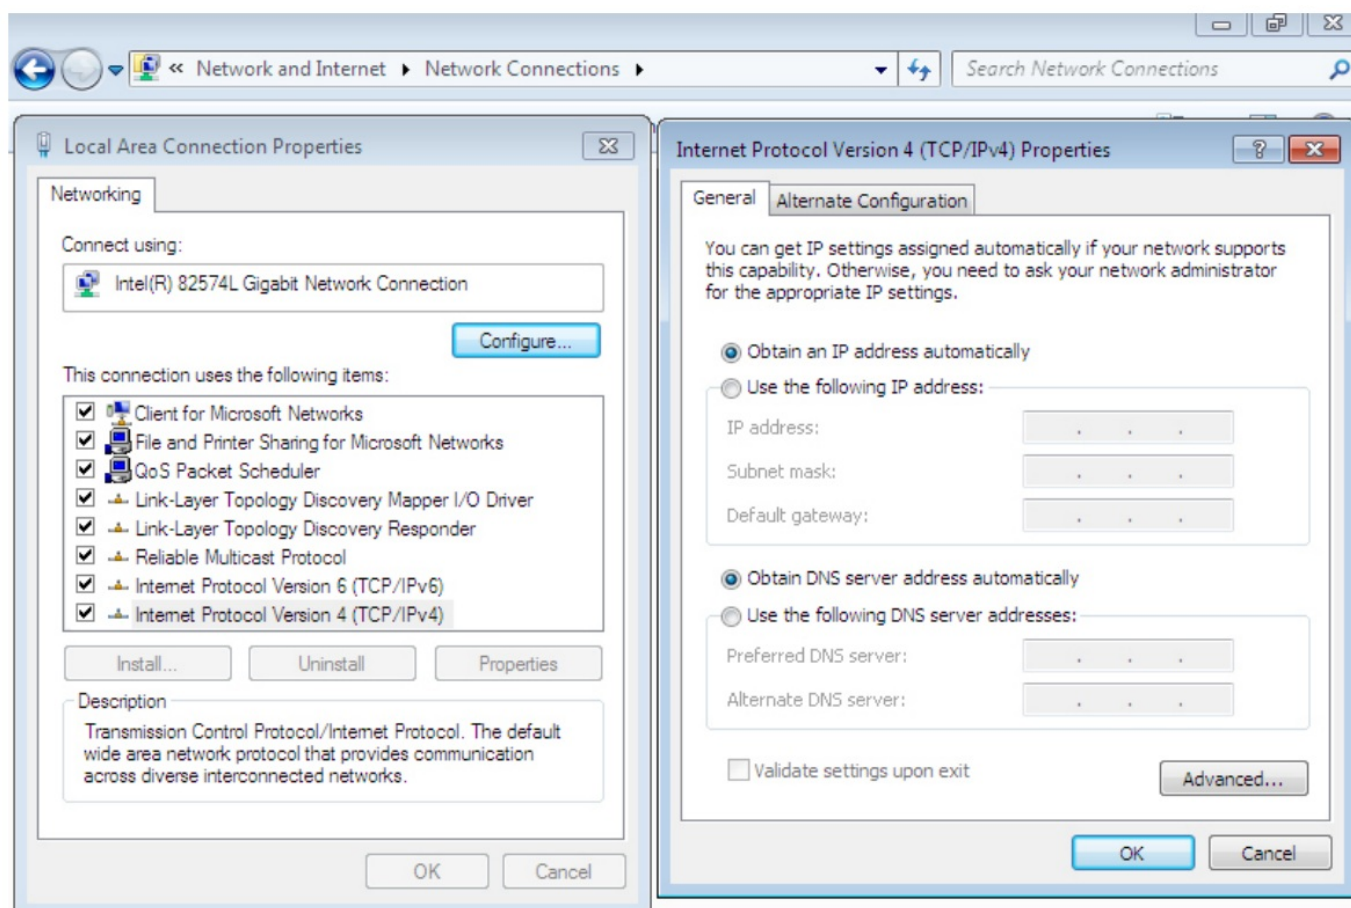 « Network and Internet ▸ Network Connections ▸
Search Network Connections
Local Area Connection Properties
Networking
Connect using:
Intel(R) 82574L Gigabit Network Connection
Configure...
This connection uses the following items:
Client for Microsoft Networks
File and Printer Sharing for Microsoft Networks
QoS Packet Scheduler
Link-Layer Topology Discovery Mapper I/O Driver
Link-Layer Topology Discovery Responder
Reliable Multicast Protocol
Internet Protocol Version 6 (TCP/IPv6)
Internet Protocol Version 4 (TCP/IPv4)
Install...
Uninstall
Properties
Description
Transmission Control Protocol/Internet Protocol. The default
wide area network protocol that provides communication
across diverse interconnected networks.
OK
Cancel
Internet Protocol Version 4 (TCP/IPv4) Properties
General
Alternate Configuration
You can get IP settings assigned automatically if your network supports
this capability. Otherwise, you need to ask your network administrator
for the appropriate IP settings.
Obtain an IP address automatically
Use the following IP address:
IP address:
Subnet mask:
Default gateway:
Obtain DNS server address automatically
Use the following DNS server addresses:
Preferred DNS server:
Alternate DNS server:
Validate settings upon exit
Advanced...
OK
Cancel